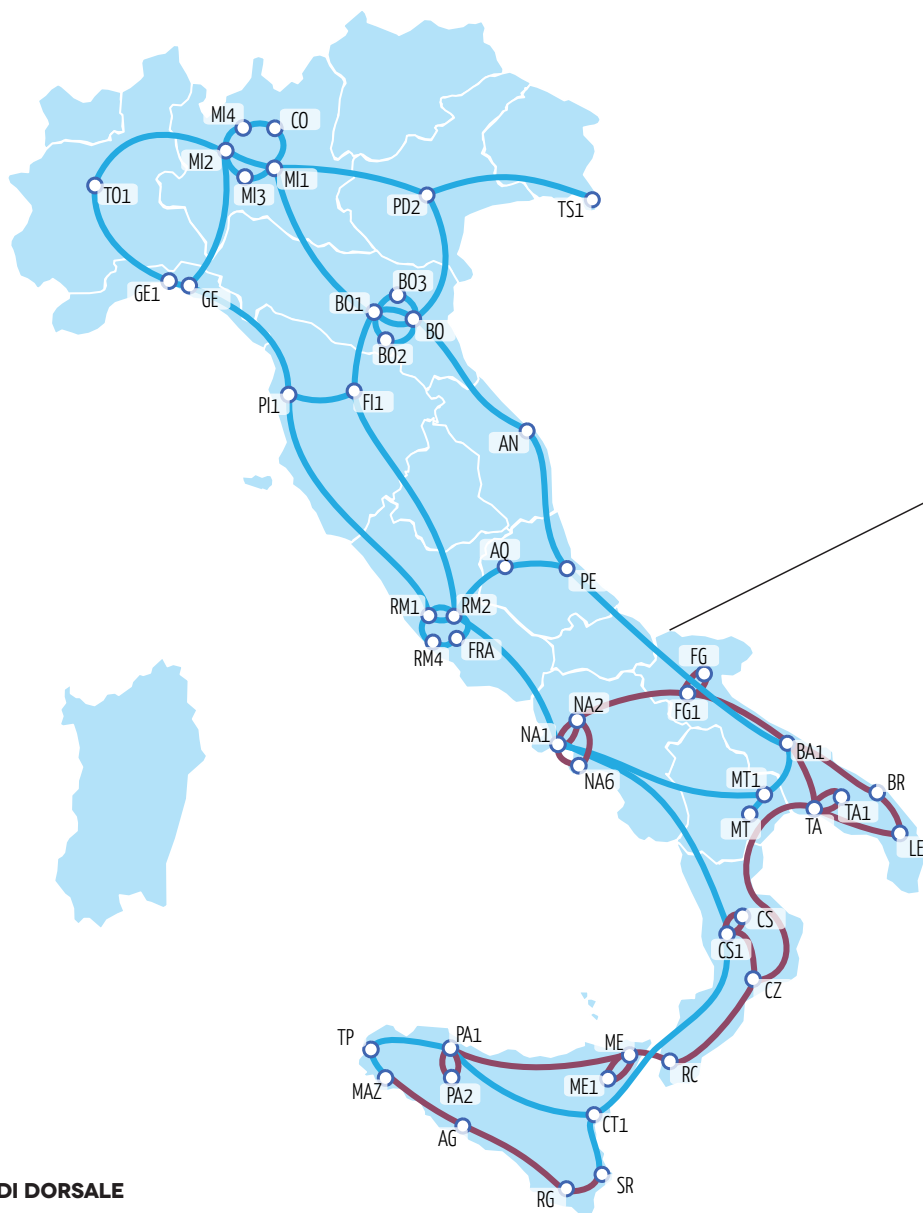 MI4
CO
MI2
MI3
MI1
TO1
PD2
TS1
GE1
GE
BO3
BO1
BO
BO2
PI1
FI1
AN
AQ
PE
RM1
RM2
RM4
FRA
FG
FG1
NA2
NA1
NA6
BA1
MT1
BR
MT
TA
TA1
LE
CS
CS1
CZ
TP
PA1
ME
RC
MAZ
PA2
ME1
CT1
AG
RG
SR
DI DORSALE